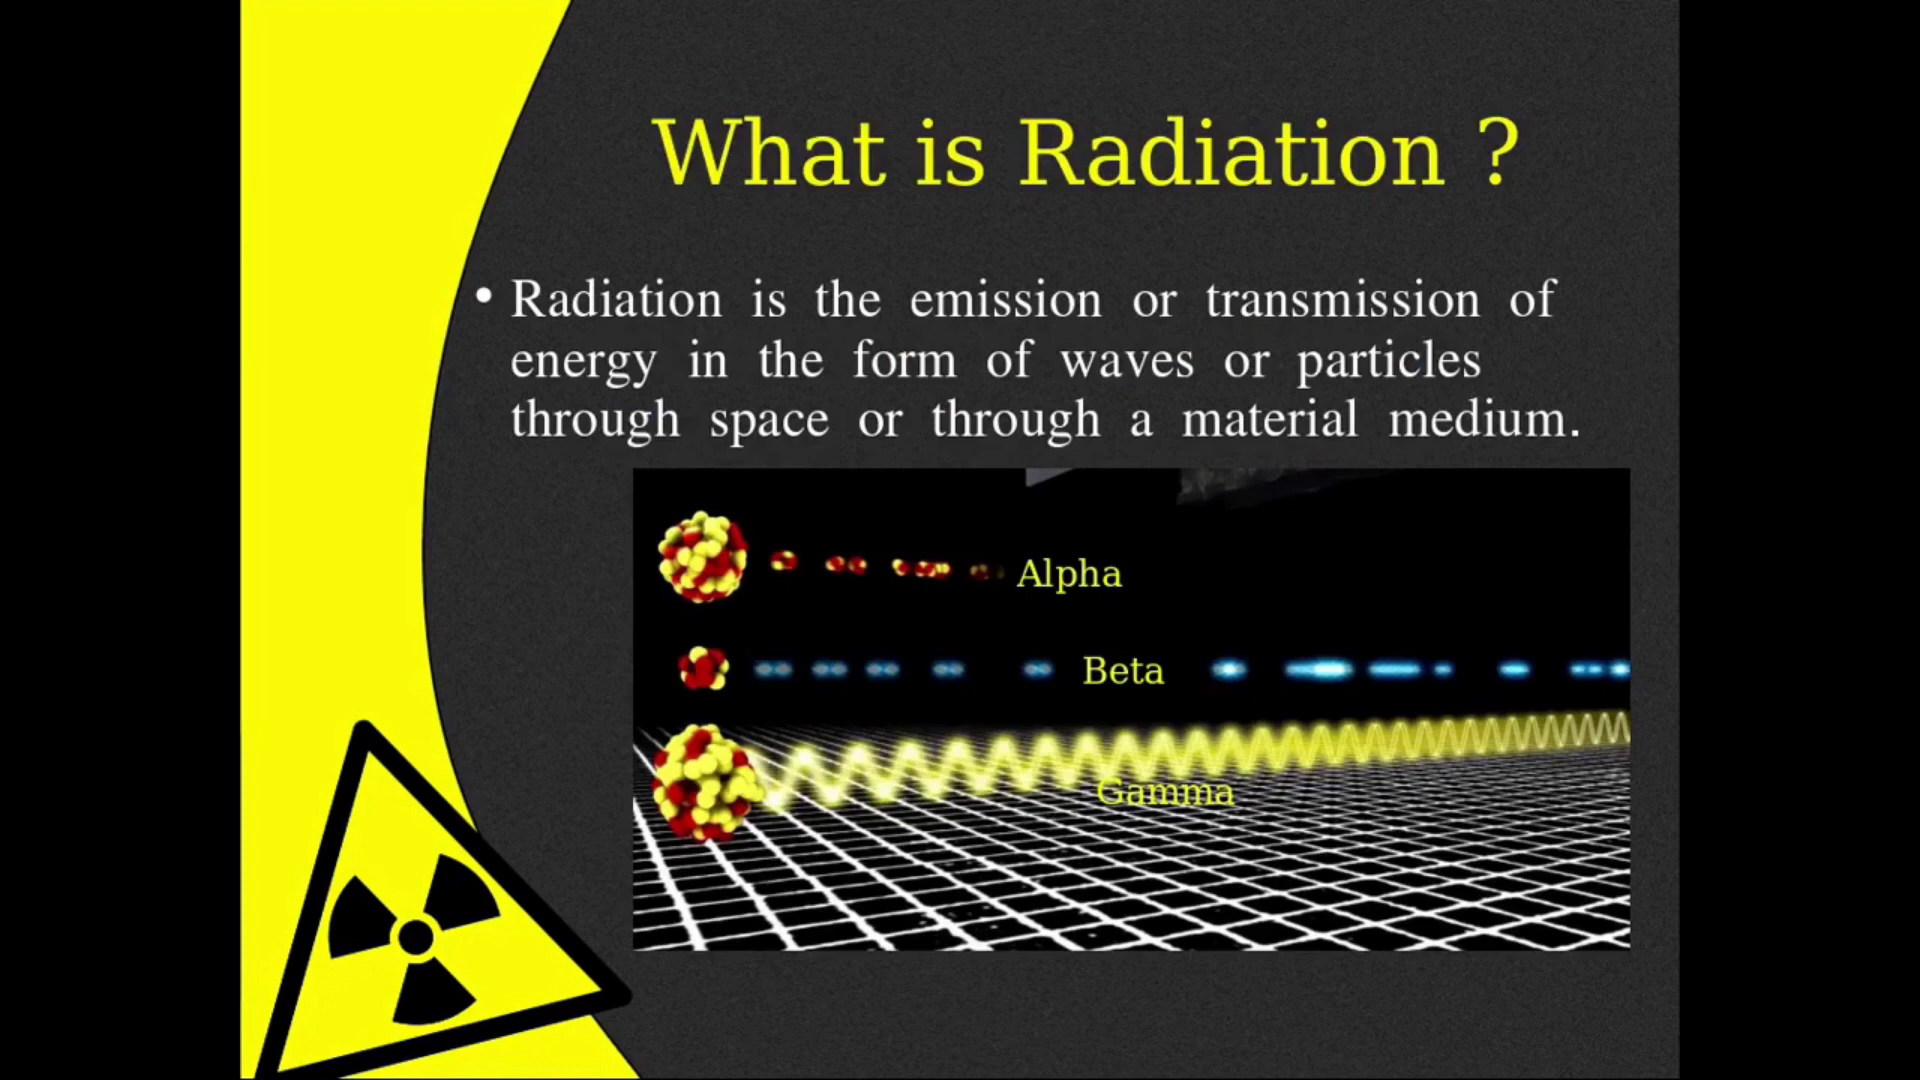 What is Radiation ?
• Radiation is the emission or transmission of
energy in the form of waves or particles
through space or through a material medium.
Alpha
Beta
Gamma